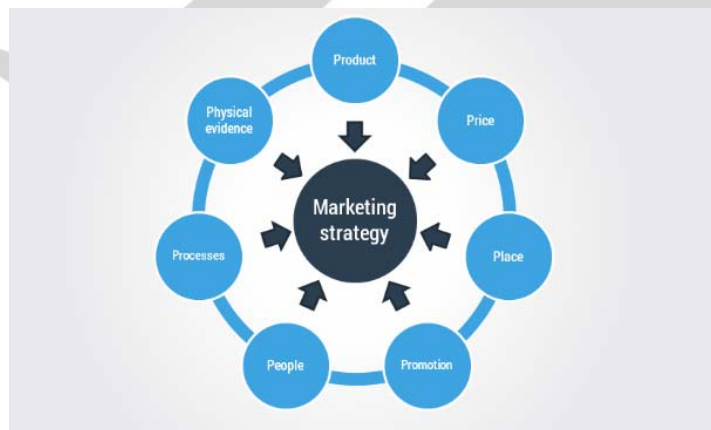 Product
Price
Place
Promotion
People
Processes
Physical
evidence
Marketing
strategy